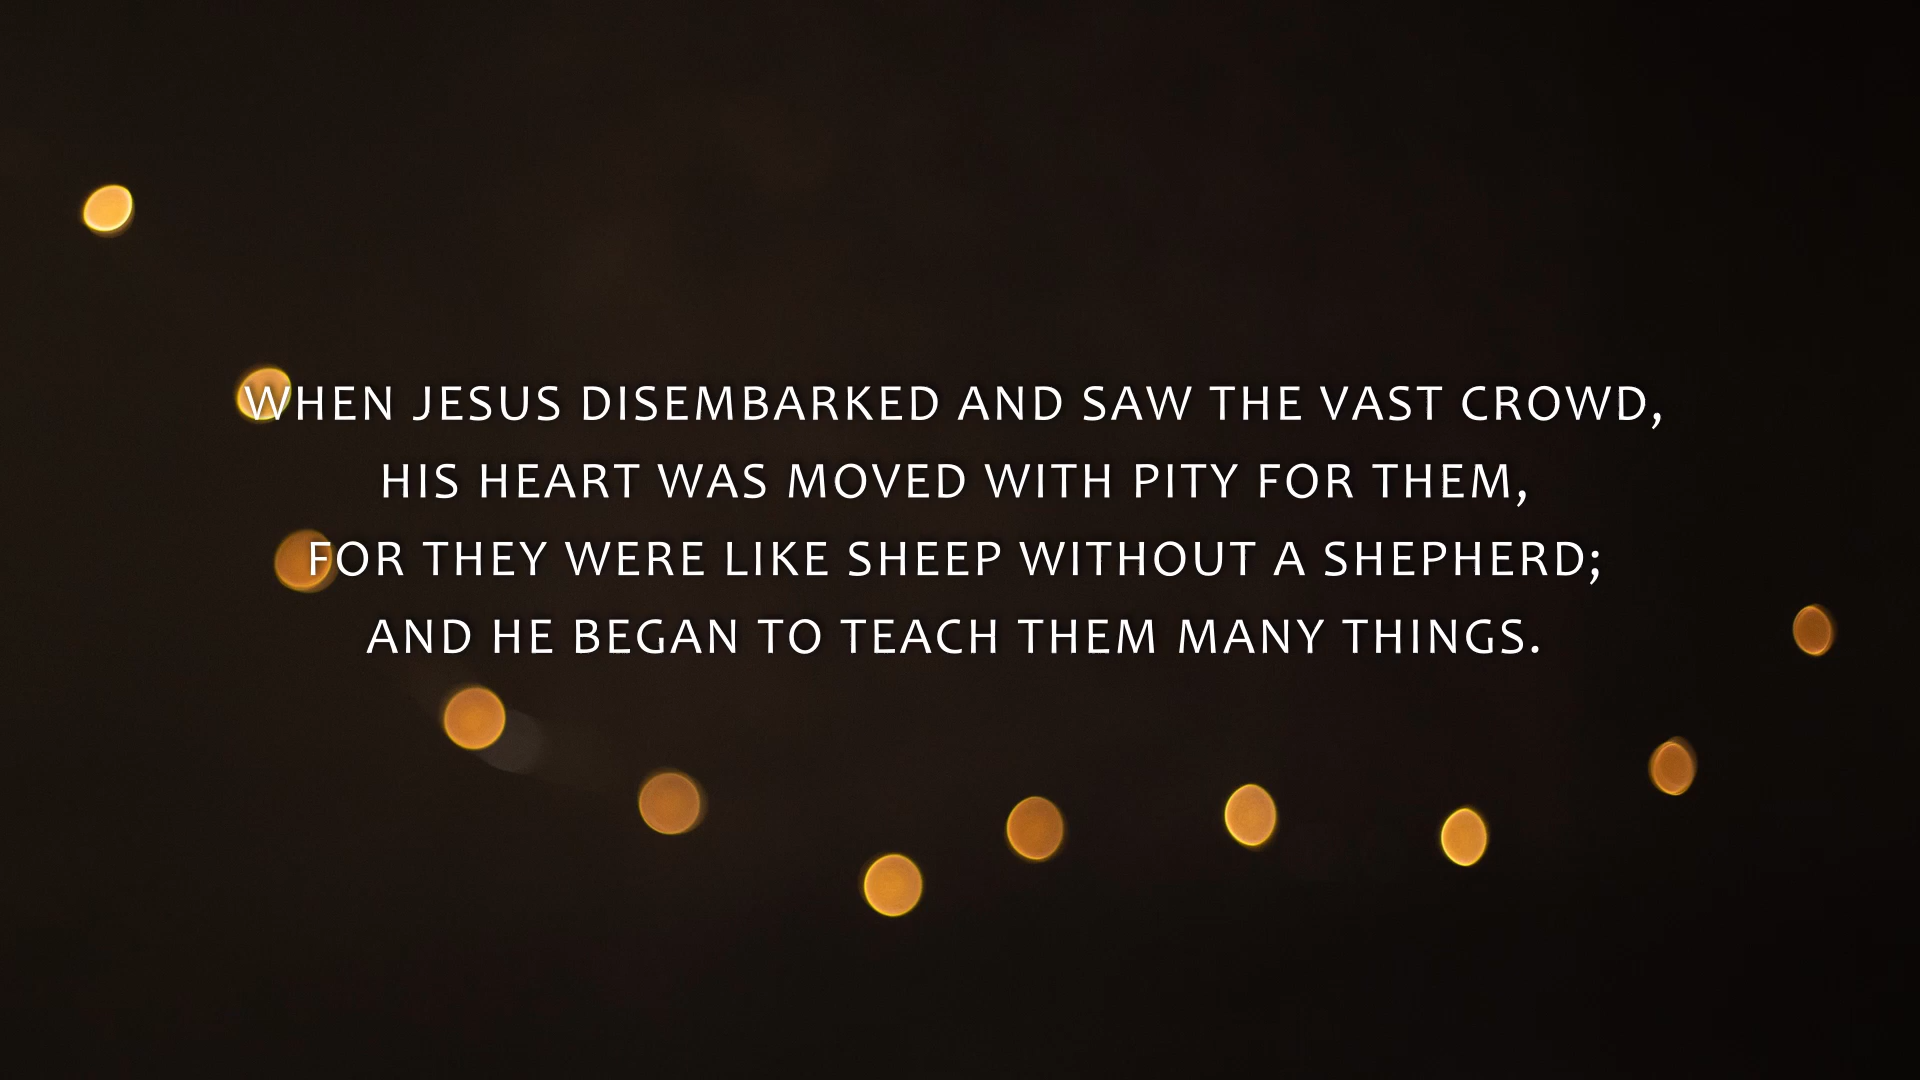 WHEN JESUS DISEMBARKED AND SAW THE VAST CROWD,
HIS HEART WAS MOVED WITH PITY FOR THEM,
FOR THEY WERE LIKE SHEEP WITHOUT A SHEPHERD;
AND HE BEGAN TO TEACH THEM MANY THINGS.